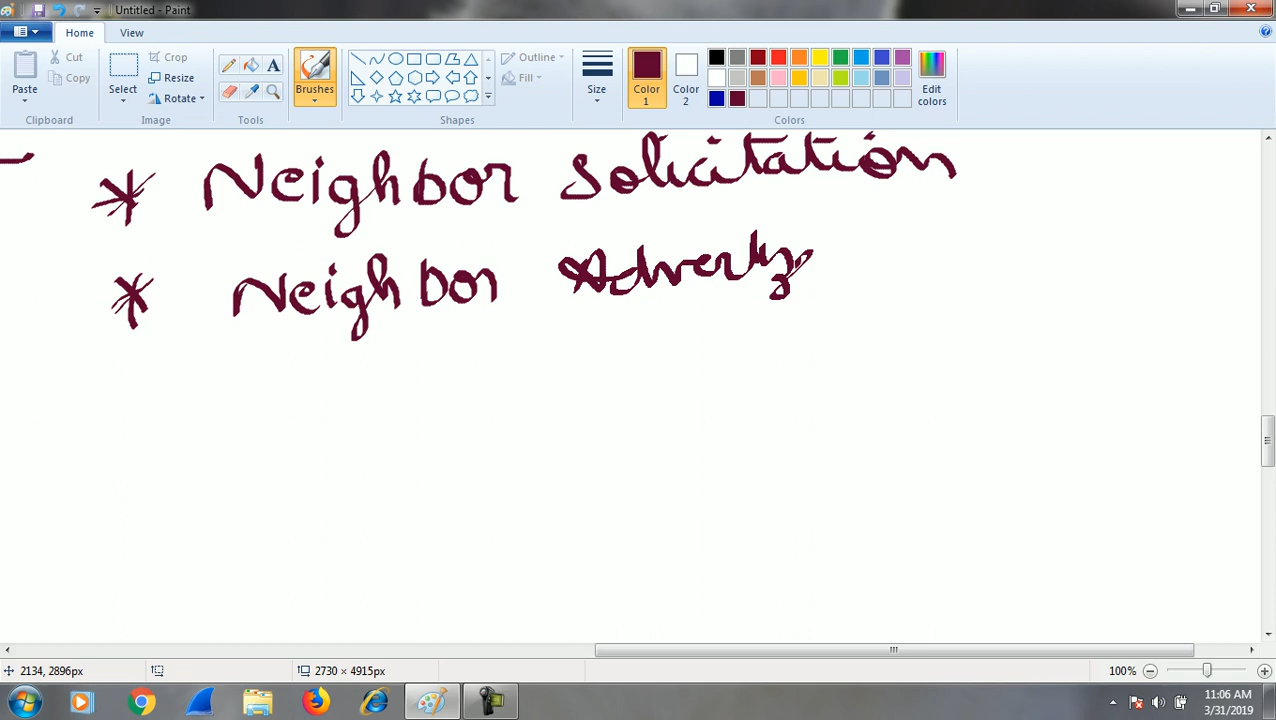 Untitled - Paint
Home View
Paste Cut Copy Clipboard
Select Crop Resize Rotate Image
Tools
Brushes
Outline Fill Shapes
Size
Color 1 Color 2 Edit colors Colors
* Neighbor Solicitation
* Neighbor Advertiz
2134, 2896px 2730 × 4915px 100%
11:06 AM
3/31/2019